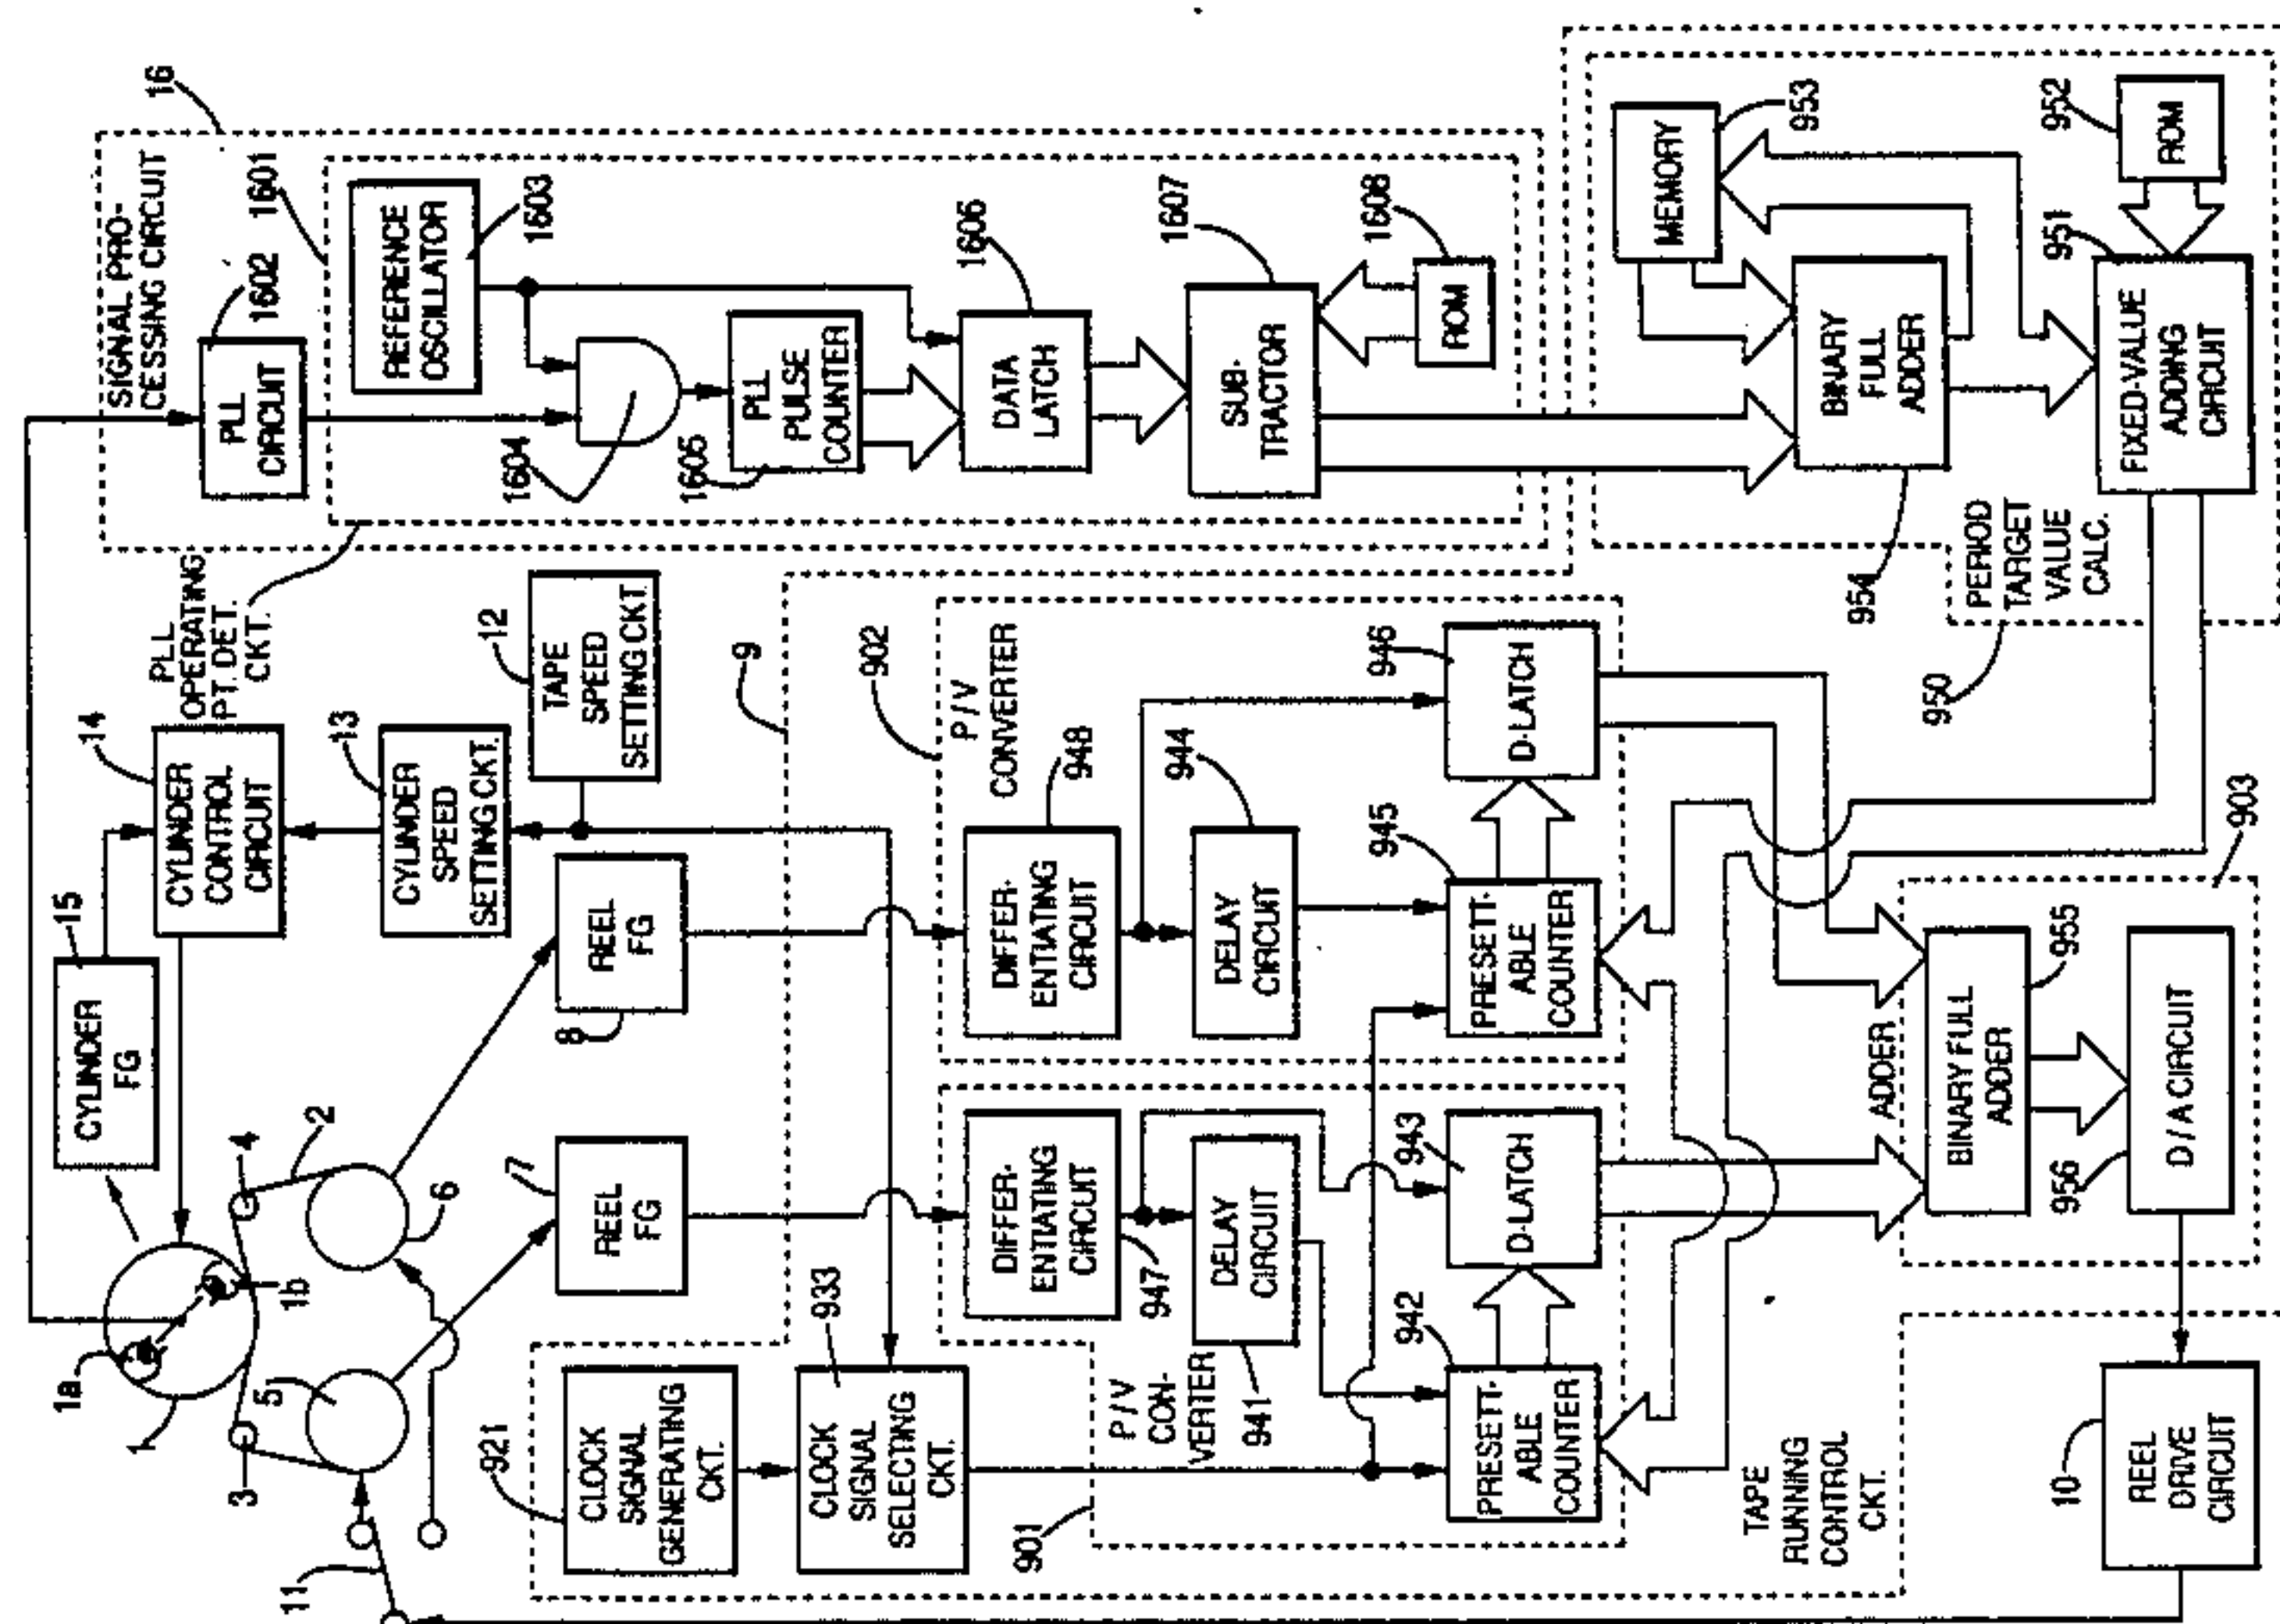 16
SIGNAL PRO-
CESSING CIRCUIT
1602
1601
PLL
CIRCUIT
REFERENCE
OSCILLATOR
1603
1604
PLL
PULSE
COUNTER
1605
DATA
LATCH
1606
SUB-
TRACTOR
1607
ROM
1608
MEMORY
953
BINARY
FULL
ADDER
954
ROM
952
FIXED-VALUE
ADDING
CIRCUIT
951
PERIOD
TARGET
VALUE
CALC.
950
PLL
OPERATING
PT. DET.
CKT.
CYLINDER
FG
15
CYLINDER
CONTROL
CIRCUIT
14
CYLINDER
SPEED
SETTING CKT.
13
TAPE
SPEED
SETTING CKT.
12
1a
1
1b
2
3
4
5
6
REEL
FG
7
REEL
FG
8
9
11
902
P/V
CONVERTER
DIFFER-
ENTIATING
CIRCUIT
948
DELAY
CIRCUIT
944
PRESETT-
ABLE
COUNTER
945
D-LATCH
946
CLOCK
SIGNAL
GENERATING
CKT.
921
CLOCK
SIGNAL
SELECTING
CKT.
933
901
P/V
CON-
VERTER
DIFFER-
ENTIATING
CIRCUIT
947
DELAY
CIRCUIT
941
PRESETT-
ABLE
COUNTER
942
D-LATCH
943
ADDER
903
BINARY FULL
ADDER
955
D/A CIRCUIT
956
TAPE
RUNNING
CONTROL
CKT.
REEL
DRIVE
CIRCUIT
10